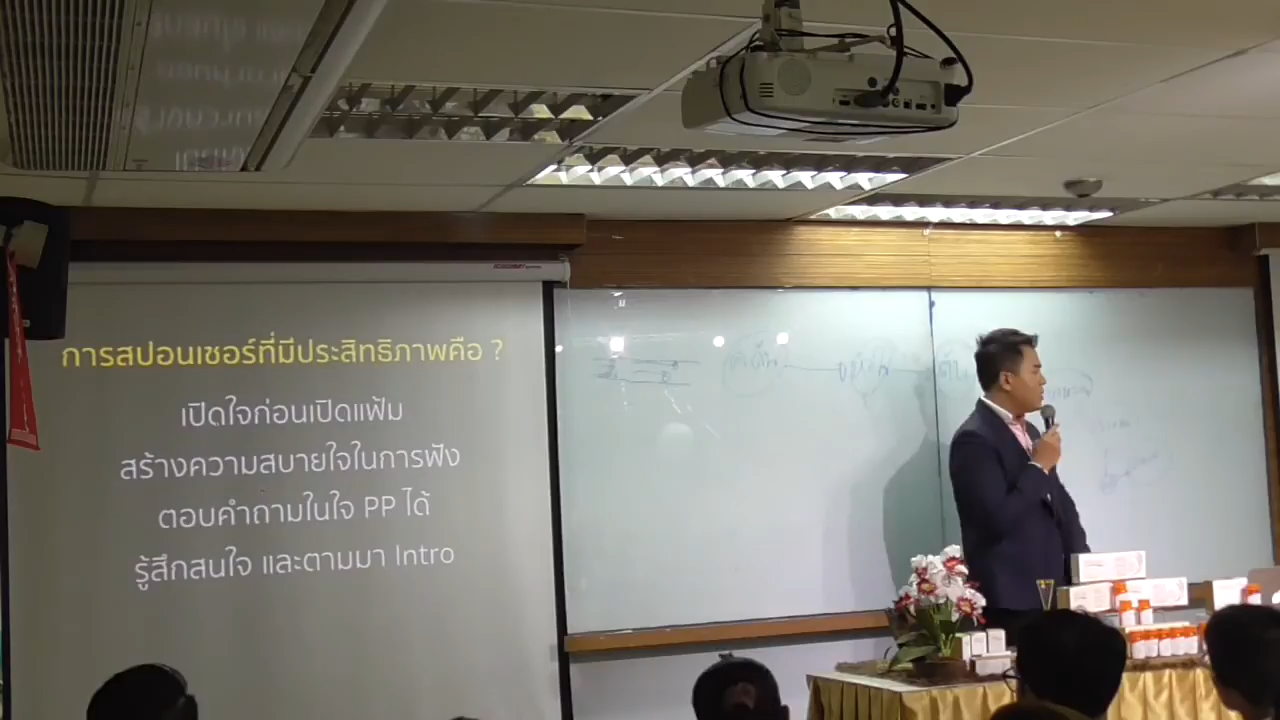 การสปอนเซอร์ที่มีประสิทธิภาพคือ ?
เปิดใจก่อนเปิดแฟ้ม
สร้างความสบายใจในการฟัง
ตอบคำถามในใจ PP ได้
รู้สึกสนใจ และตามมา Intro